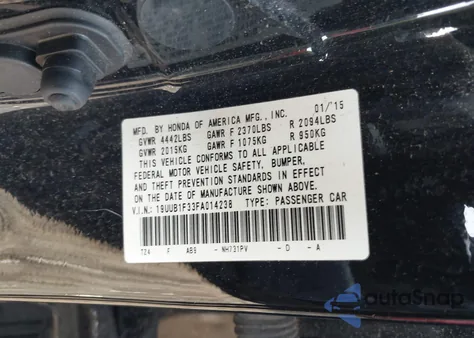 MFD. BY HONDA OF AMERICA MFG., INC. 01/15
GVWR 4442LBS GAWR F 2370LBS R 2094LBS
GVWR 2015KG GAWR F 1075KG R 950KG
THIS VEHICLE CONFORMS TO ALL APPLICABLE
FEDERAL MOTOR VEHICLE SAFETY, BUMPER,
AND THEFT PREVENTION STANDARDS IN EFFECT
ON THE DATE OF MANUFACTURE SHOWN ABOVE.
V.I.N.: 19UUB1F33FA014238 TYPE: PASSENGER CAR
T24 F ABS - NH731PV - D - A
autoSnap